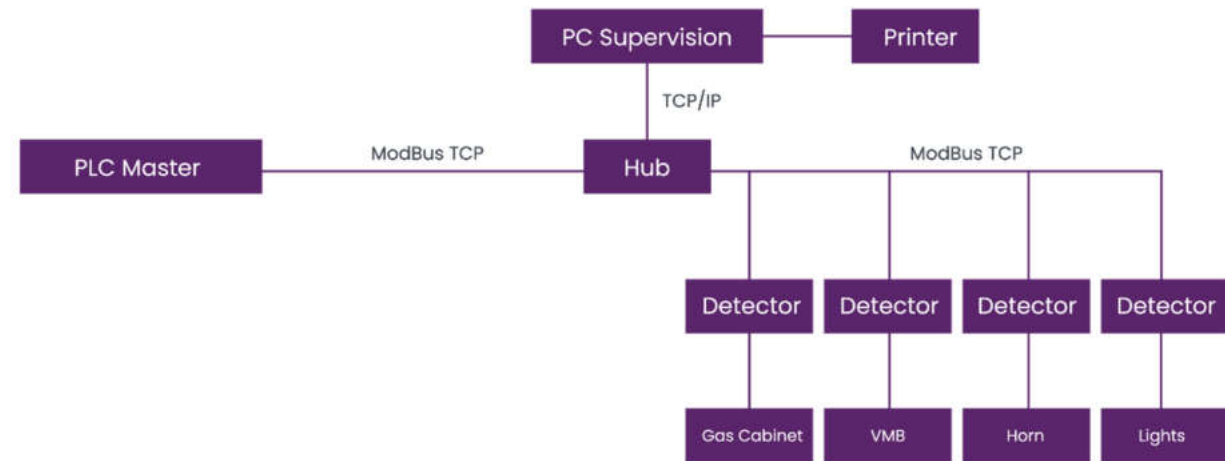 PC Supervision
Printer
TCP/IP
PLC Master
ModBus TCP
Hub
ModBus TCP
Detector
Detector
Detector
Detector
Gas Cabinet
VMB
Horn
Lights